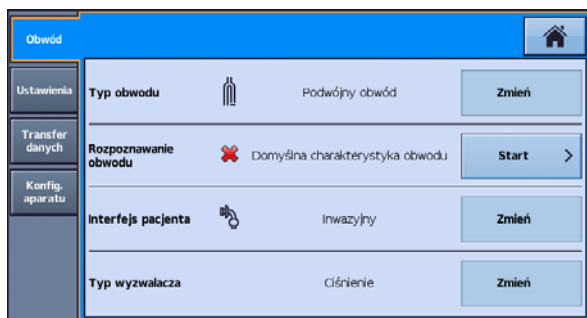 Obwód
Ustawienia
Transfer
danych
Konfig.
aparatu
Typ obwodu
Podwójny obwód
Zmień
Rozpoznawanie
obwodu
Domyślna charakterystyka obwodu
Start
Interfejs pacjenta
Inwazyjny
Zmień
Typ wyzwalacza
Ciśnienie
Zmień